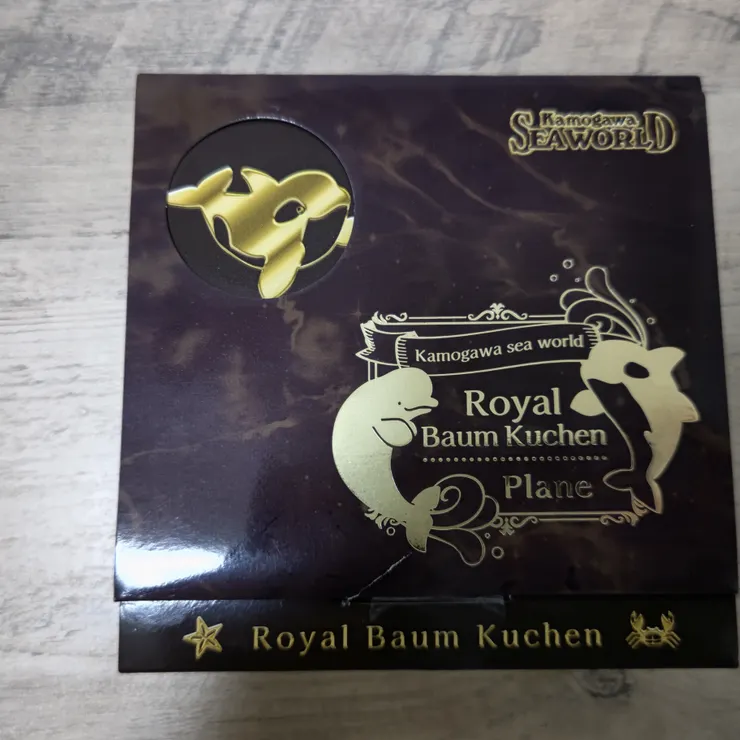 Kamogawa
SEAWORLD
Kamogawa sea world
Royal
Baum Kuchen
Plane
Royal Baum Kuchen